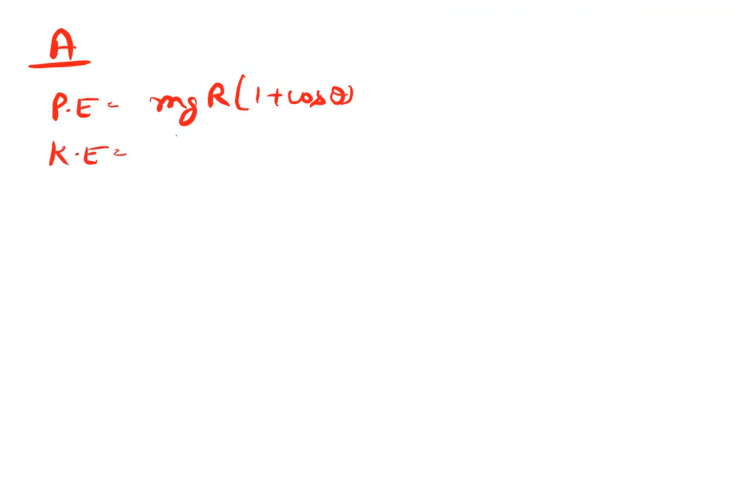 A
P.E = mgR(1+cosθ)
K.E =